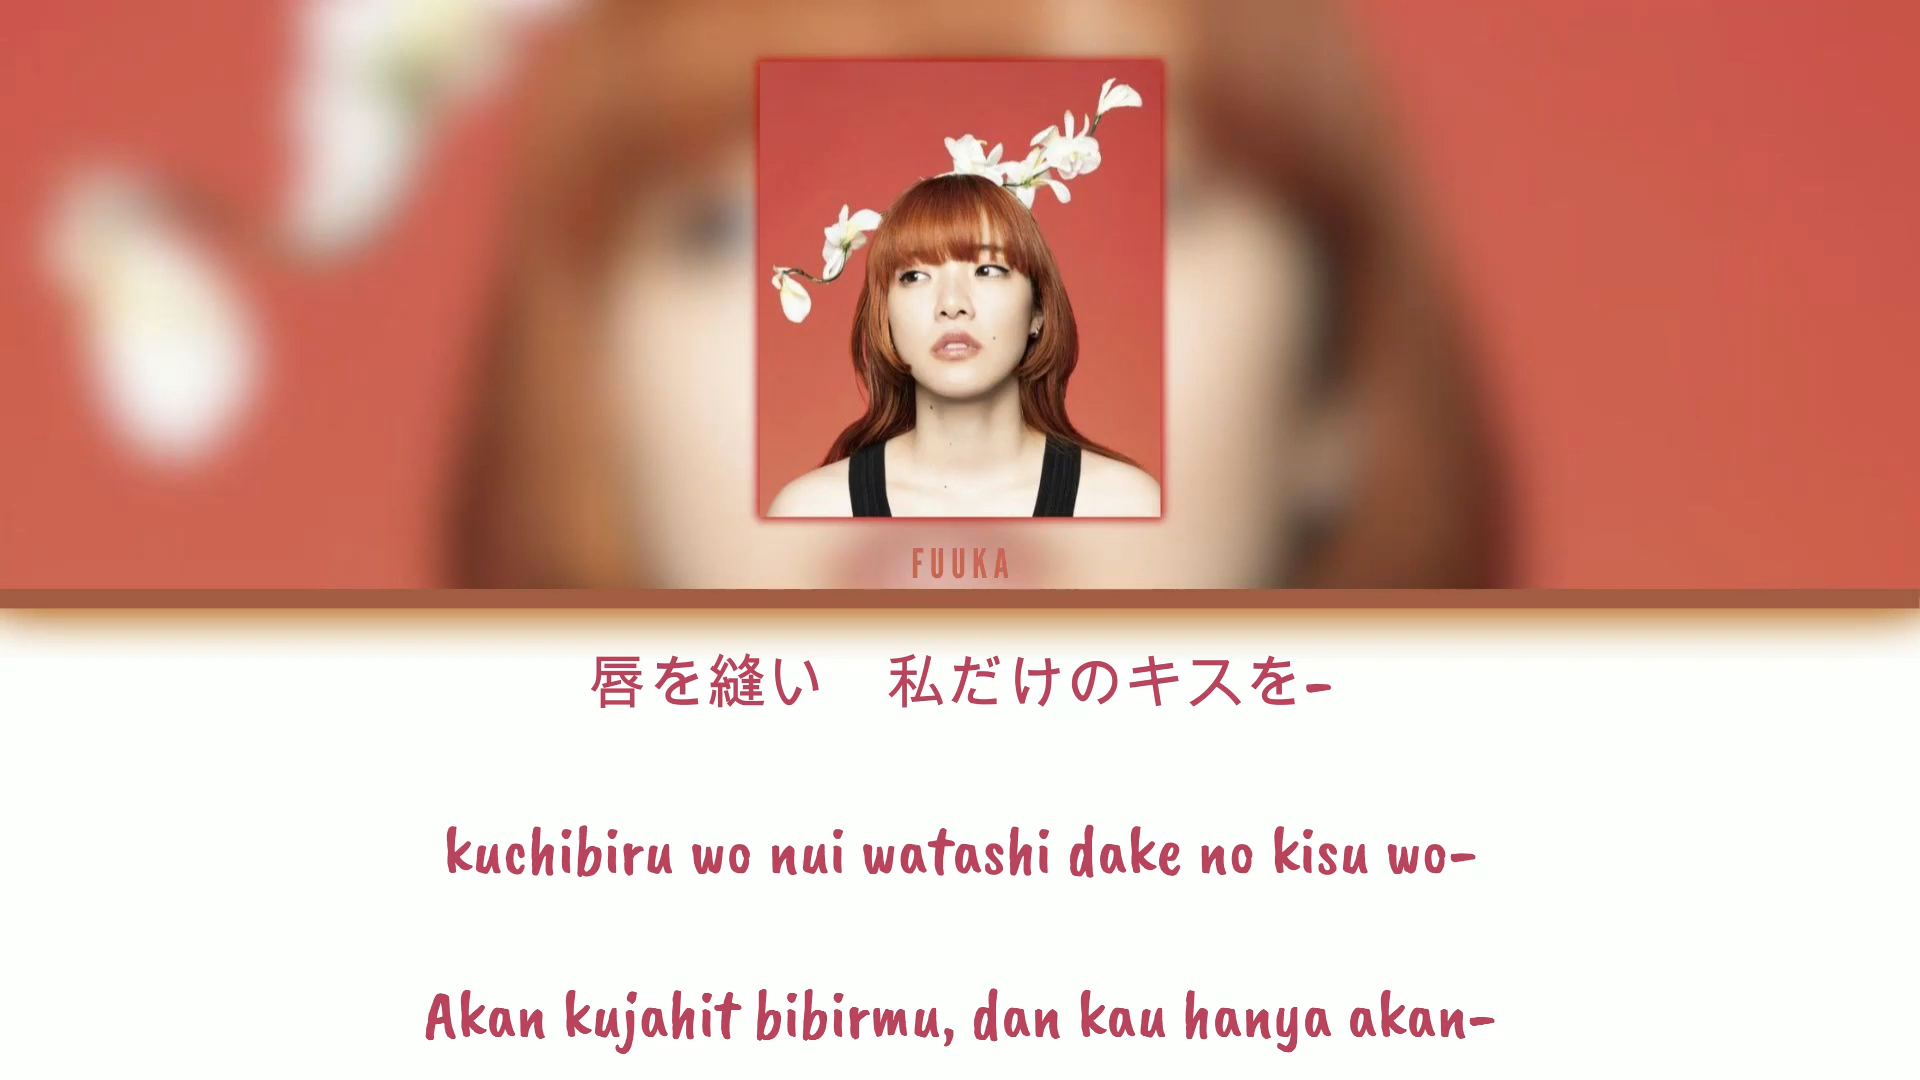 FUUKA
唇を縫い　私だけのキスを-
kuchibiru wo nui watashi dake no kisu wo-
Akan kujahit bibirmu, dan kau hanya akan-